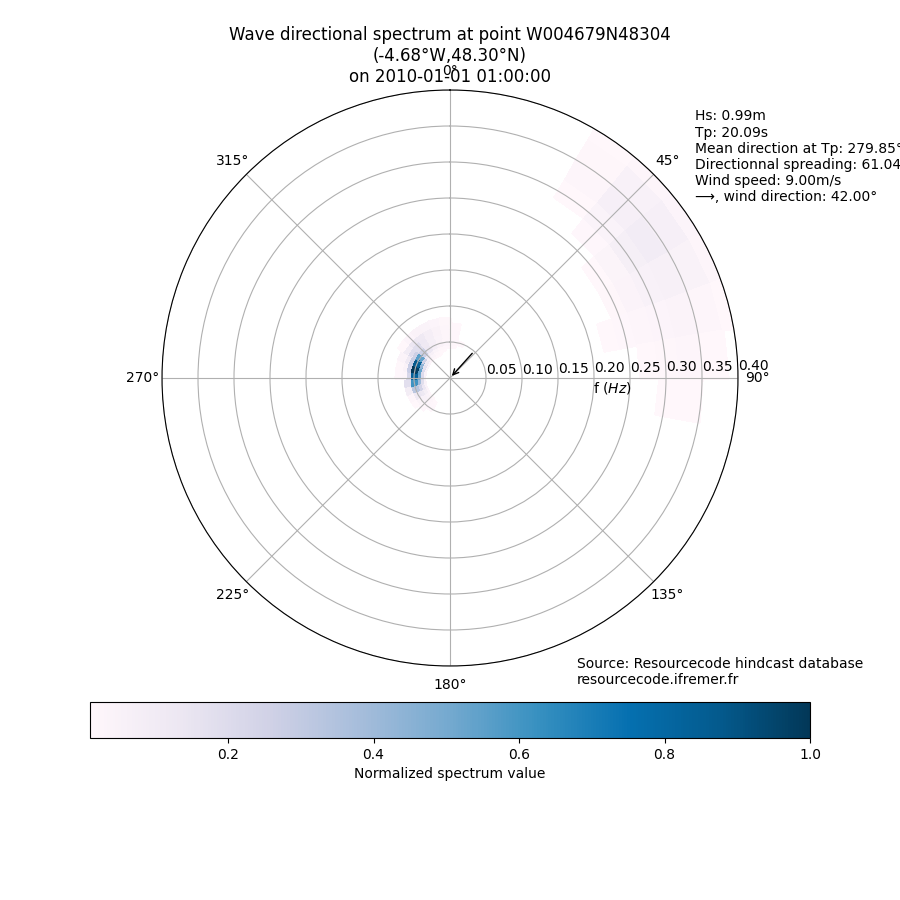 Wave directional spectrum at point W004679N48304
(-4.68°W,48.30°N)
on 2010-01-01 01:00:00
0°
Hs: 0.99m
Tp: 20.09s
Mean direction at Tp: 279.85°
Directionnal spreading: 61.04
Wind speed: 9.00m/s
⟶, wind direction: 42.00°
315°
45°
270°
0.05 0.10 0.15 0.20 0.25 0.30 0.35 0.40
90°
f (Hz)
225°
135°
180°
Source: Resourcecode hindcast database
resourcecode.ifremer.fr
0.2 0.4 0.6 0.8 1.0
Normalized spectrum value